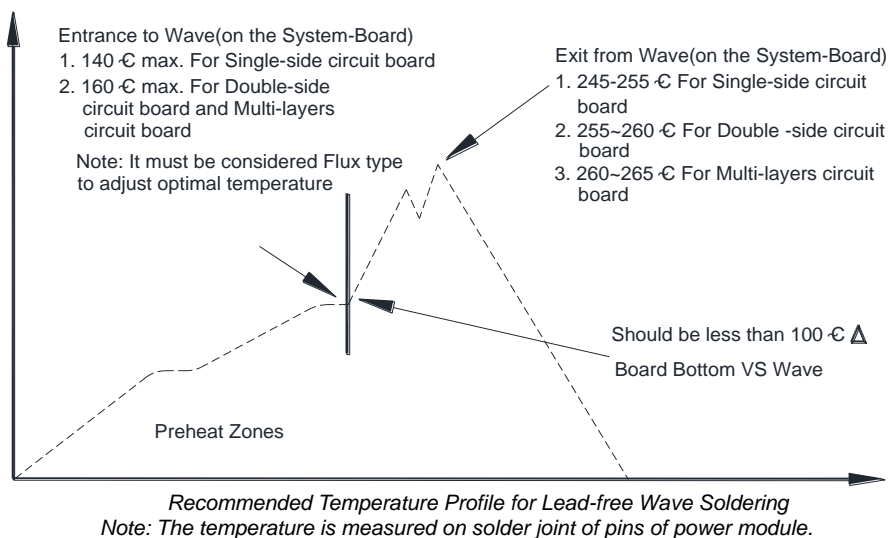 Entrance to Wave(on the System-Board)
1. 140 ℃ max. For Single-side circuit board
2. 160 ℃ max. For Double-side
circuit board and Multi-layers
circuit board
Note: It must be considered Flux type
to adjust optimal temperature
Exit from Wave(on the System-Board)
1. 245-255 ℃ For Single-side circuit
board
2. 255~260 ℃ For Double -side circuit
board
3. 260~265 ℃ For Multi-layers circuit
board
Should be less than 100 ℃ Δ
Board Bottom VS Wave
Preheat Zones
Recommended Temperature Profile for Lead-free Wave Soldering
Note: The temperature is measured on solder joint of pins of power module.